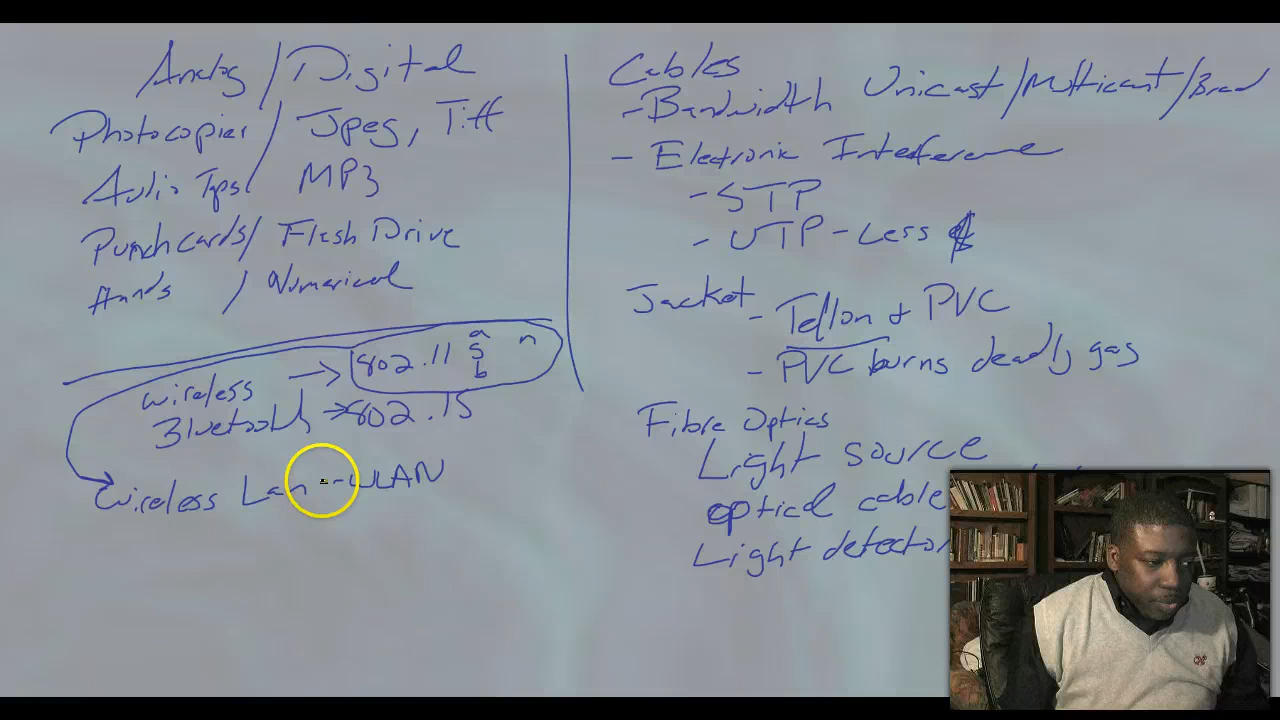 Analog / Digital
Photocopier / Jpeg, Tiff
Audio Tapes / MP3
Punchcards / Flash Drive
Hands / Numerical
wireless → 802.11 a g b n
Bluetooth → 802.15
Wireless Lan - WLAN
Cables
- Bandwidth Unicast/Multicast/Broad
- Electronic Interference
- STP
- UTP - Less $
Jacket - Teflon & PVC
- PVC burns deadly gas
Fibre Optics
Light source
optical cable
Light detector